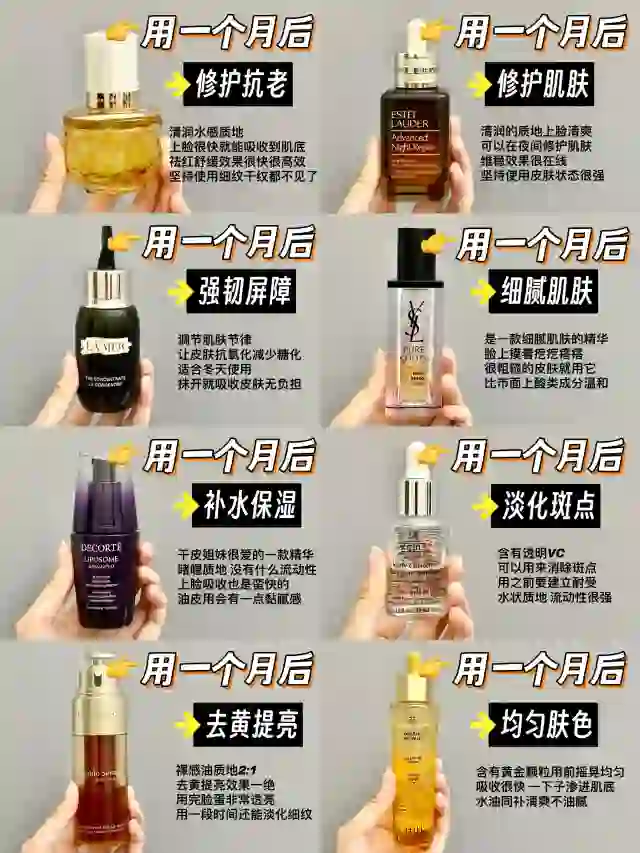 用一个月后
修护抗老
清润水感质地
上脸很快就能吸收到肌底
祛红舒缓效果很快很高效
坚持使用细纹干纹都不见了
用一个月后
修护肌肤
ESTĒE
LAUDER
Advanced
Night Repair
清润的质地上脸清爽
可以在夜间修护肌肤
维稳效果很在线
坚持使用皮肤状态很强
用一个月后
强韧屏障
LA MER
THE CONCENTRATE
调节肌肤节律
让皮肤抗氧化减少糖化
适合冬天使用
抹开就吸收皮肤无负担
用一个月后
细腻肌肤
YSL
PURE
是一款细腻肌肤的精华
脸上摸着疙疙瘩瘩
很粗糙的皮肤就用它
比市面上酸类成分温和
用一个月后
补水保湿
DECORTÉ
LIPOSOME
干皮姐妹很爱的一款精华
啫喱质地 没有什么流动性
上脸吸收也是蛮快的
油皮用会有一点黏腻感
用一个月后
淡化斑点
含有透明VC
可以用来消除斑点
用之前要建立耐受
水状质地 流动性很强
用一个月后
去黄提亮
裸感油质地2:1
去黄提亮效果一绝
用完脸蛋非常透亮
用一段时间还能淡化细纹
用一个月后
均匀肤色
含有黄金颗粒用前摇晃均匀
吸收很快 一下子渗进肌底
水油同补清爽不油腻